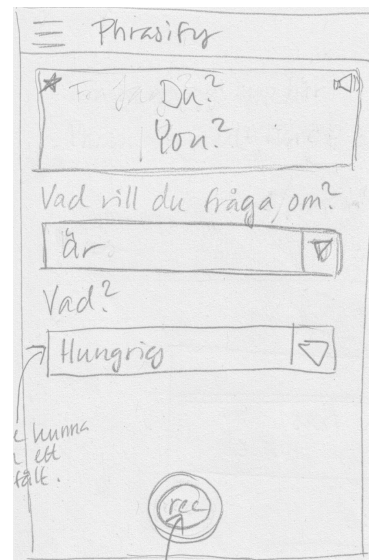 Phrasify
Du?
You?
Vad vill du fråga om?
är
Vad?
Hungrig
kunna
ett
fält.
rec